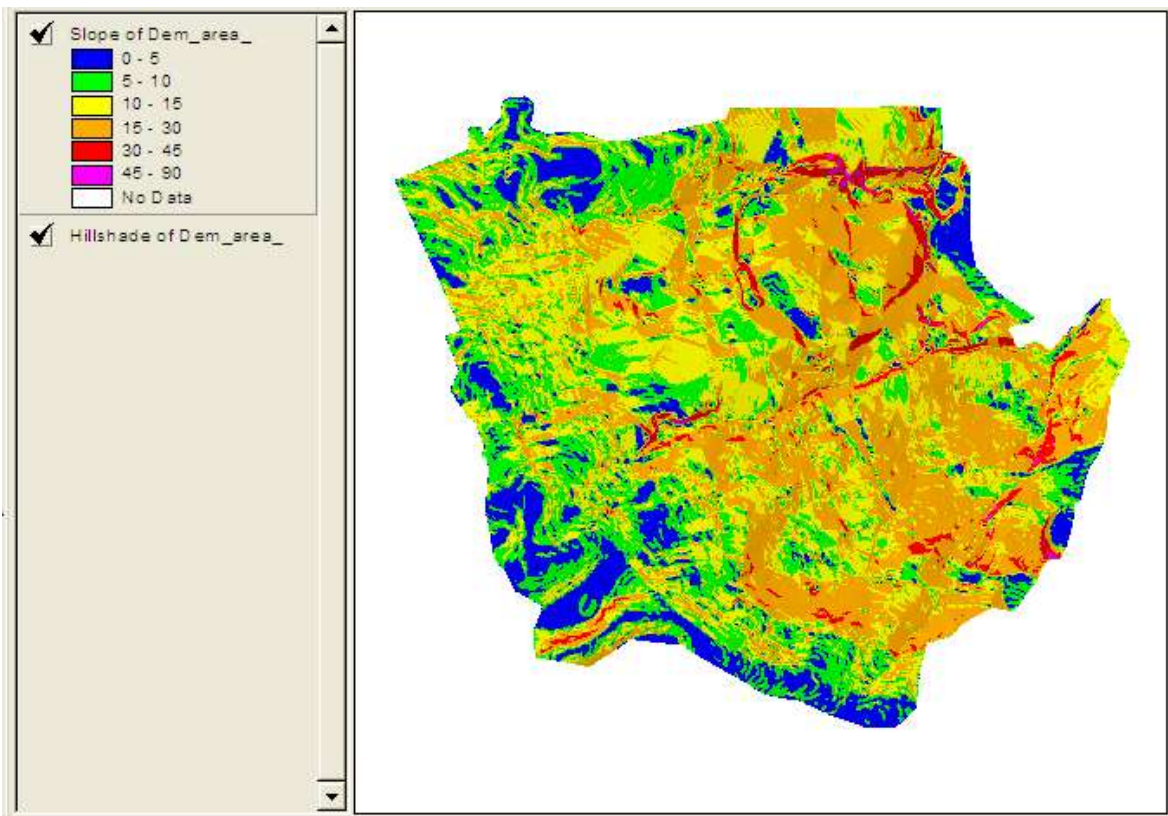 Slope of Dem_area_
0 - 5
5 - 10
10 - 15
15 - 30
30 - 45
45 - 90
No Data
Hillshade of Dem_area_